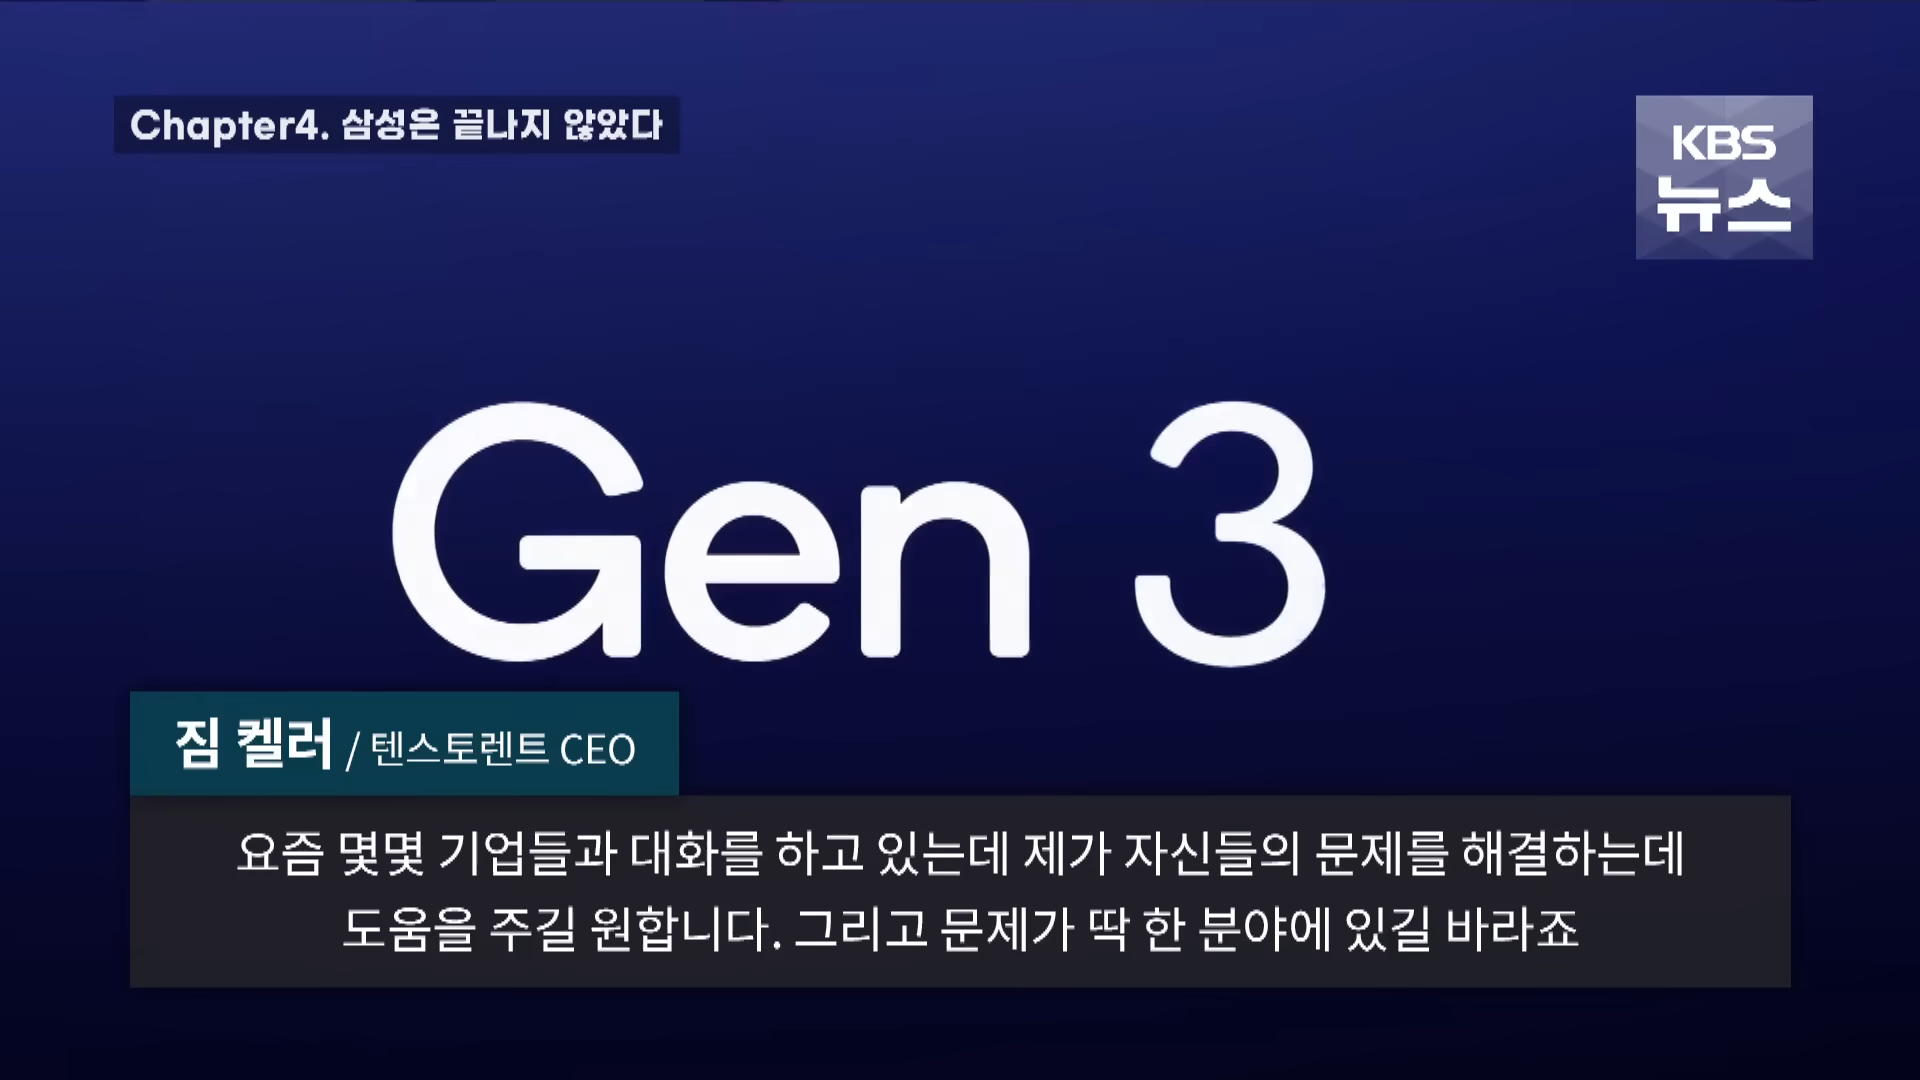 Chapter4. 삼성은 끝나지 않았다
KBS
뉴스
Gen 3
짐 켈러 / 텐스토렌트 CEO
요즘 몇몇 기업들과 대화를 하고 있는데 제가 자신들의 문제를 해결하는데
도움을 주길 원합니다. 그리고 문제가 딱 한 분야에 있길 바라죠